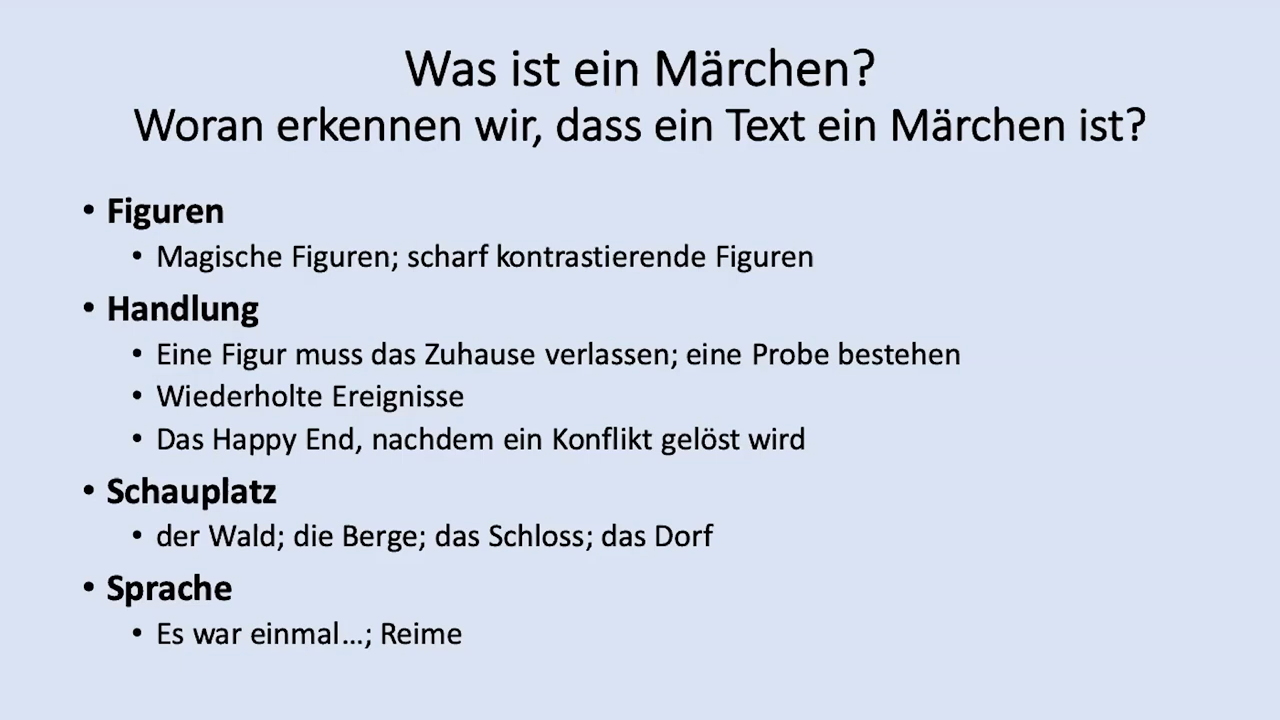 Was ist ein Märchen?
Woran erkennen wir, dass ein Text ein Märchen ist?
• Figuren
• Magische Figuren; scharf kontrastierende Figuren
• Handlung
• Eine Figur muss das Zuhause verlassen; eine Probe bestehen
• Wiederholte Ereignisse
• Das Happy End, nachdem ein Konflikt gelöst wird
• Schauplatz
• der Wald; die Berge; das Schloss; das Dorf
• Sprache
• Es war einmal…; Reime